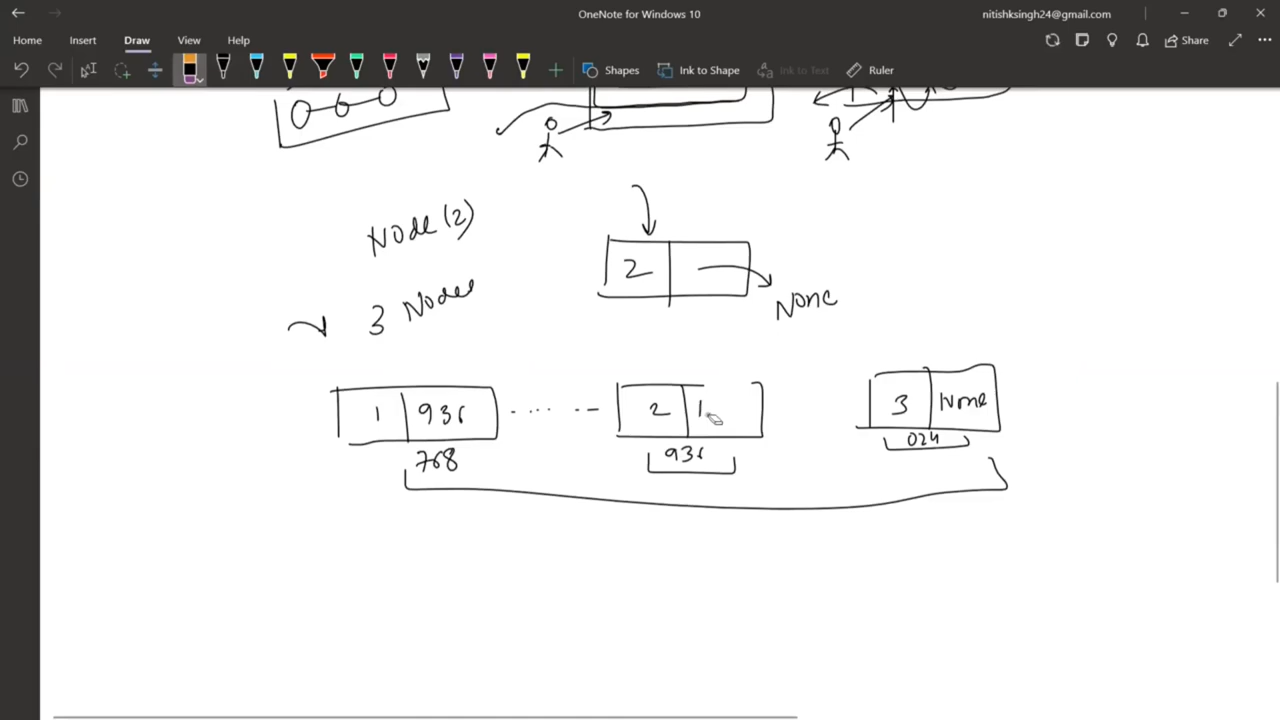 OneNote for Windows 10
nitishksingh24@gmail.com
Home Insert Draw View Help
Share
Shapes Ink to Shape Ink to Text Ruler
Node(2)
2
None
3 Nodes
1 936
2 1
3 None
768
936
024